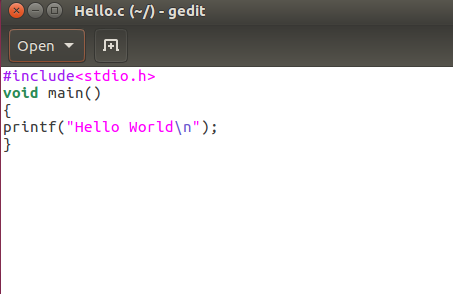 Hello.c (~/) - gedit
Open
#include<stdio.h>
void main()
{
printf("Hello World\n");
}